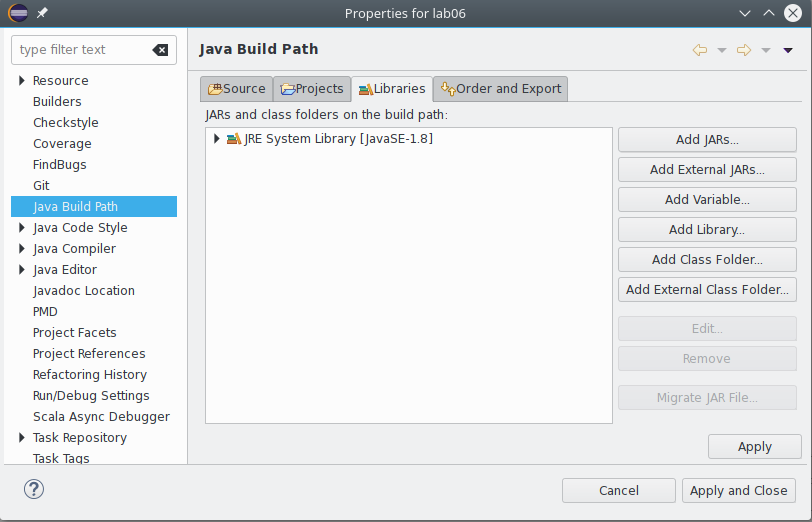 Properties for lab06
type filter text
Resource
Builders
Checkstyle
Coverage
FindBugs
Git
Java Build Path
Java Code Style
Java Compiler
Java Editor
Javadoc Location
PMD
Project Facets
Project References
Refactoring History
Run/Debug Settings
Scala Async Debugger
Task Repository
Task Tags
Java Build Path
Source Projects Libraries Order and Export
JARs and class folders on the build path:
JRE System Library [JavaSE-1.8]
Add JARs...
Add External JARs...
Add Variable...
Add Library...
Add Class Folder...
Add External Class Folder...
Edit...
Remove
Migrate JAR File...
Apply
?
Cancel
Apply and Close